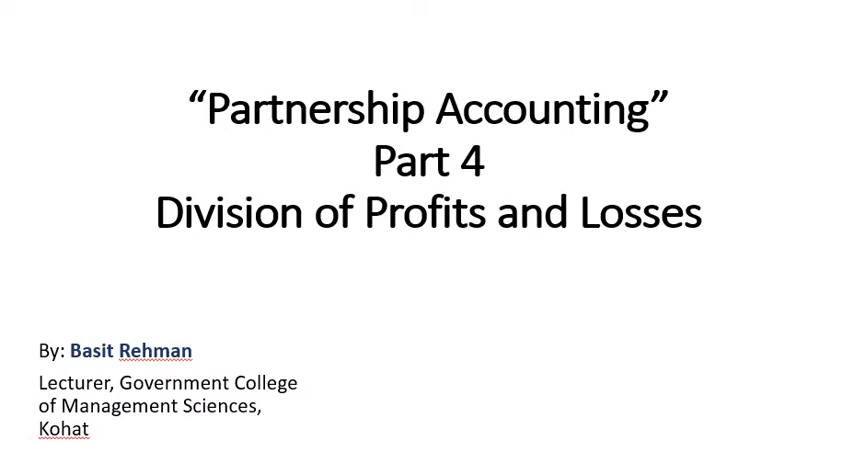 “Partnership Accounting”
Part 4
Division of Profits and Losses
By: Basit Rehman
Lecturer, Government College
of Management Sciences,
Kohat